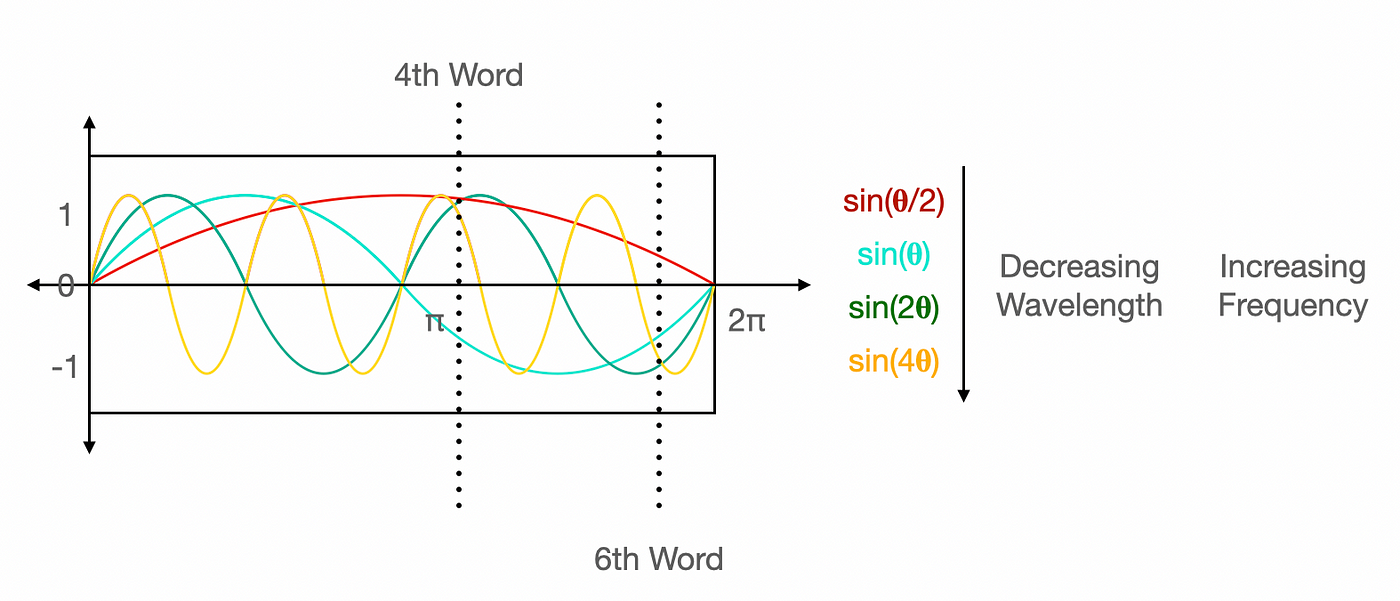 4th Word
1
0
-1
π
2π
sin(θ/2)
sin(θ)
sin(2θ)
sin(4θ)
Decreasing
Wavelength
Increasing
Frequency
6th Word